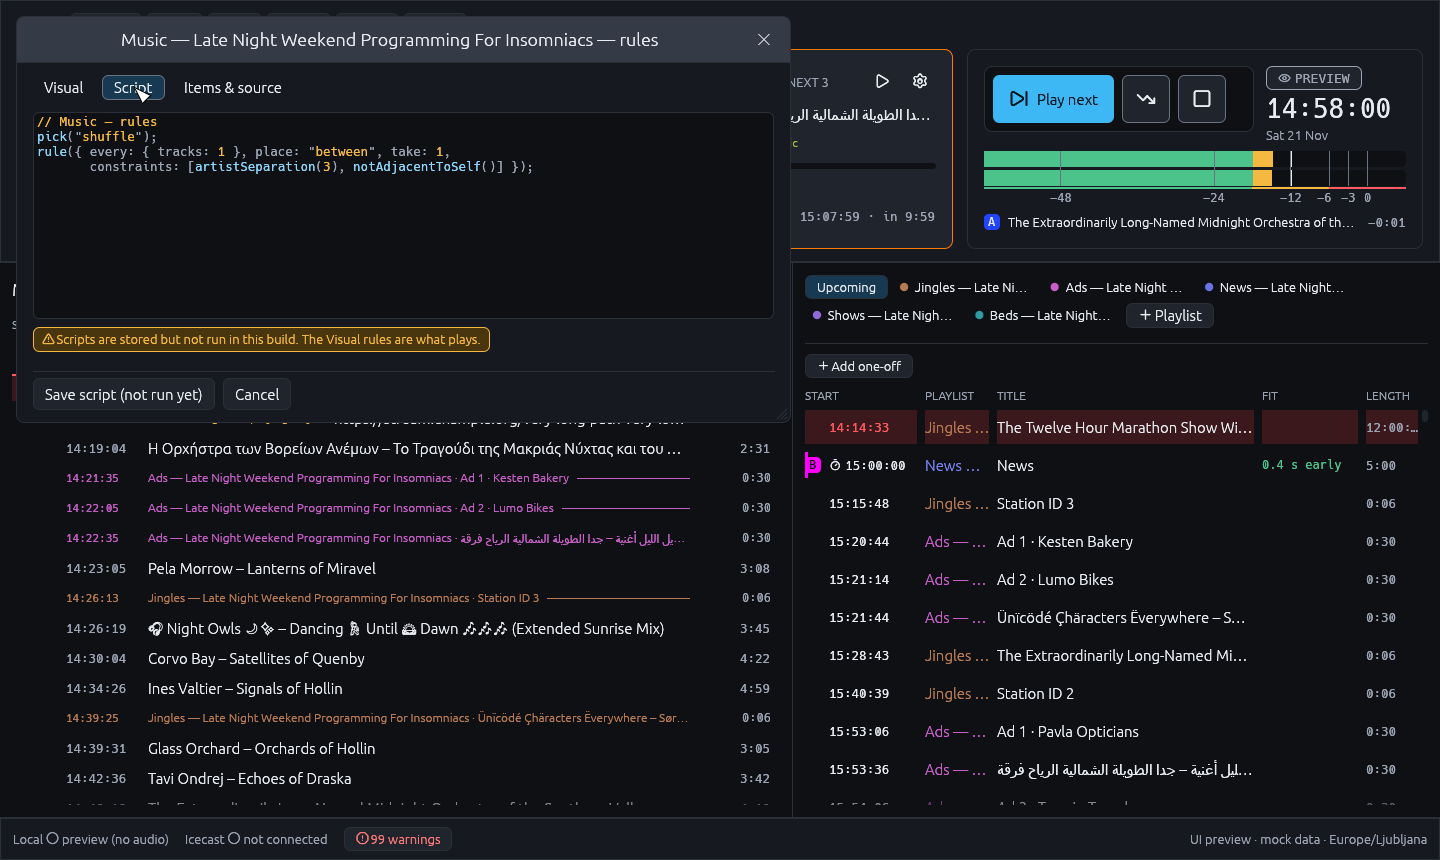 Music — Late Night Weekend Programming For Insomniacs — rules
Visual
Script
Items & source
// Music — rules
pick("shuffle");
rule({ every: { tracks: 1 }, place: "between", take: 1,
constraints: [artistSeparation(3), notAdjacentToSelf()] });
Scripts are stored but not run in this build. The Visual rules are what plays.
Save script (not run yet)
Cancel
NEXT 3
15:07:59 · in 9:59
Play next
PREVIEW
14:58:00
Sat 21 Nov
−48 −24 −12 −6 −3 0
A The Extraordinarily Long-Named Midnight Orchestra of th… −0:01
14:19:04 Η Ορχήστρα των Βορείων Ανέμων – Το Τραγούδι της Μακριάς Νύχτας και του … 2:31
14:21:35 Ads — Late Night Weekend Programming For Insomniacs · Ad 1 · Kesten Bakery 0:30
14:22:05 Ads — Late Night Weekend Programming For Insomniacs · Ad 2 · Lumo Bikes 0:30
14:22:35 Ads — Late Night Weekend Programming For Insomniacs · يل الليل أغنية – جدا الطويلة الشمالية الرياح فرقة… 0:30
14:23:05 Pela Morrow – Lanterns of Miravel 3:08
14:26:13 Jingles — Late Night Weekend Programming For Insomniacs · Station ID 3 0:06
14:26:19 🎧 Night Owls 🌙✨ – Dancing 💃 Until 🌅 Dawn 🎶🎶🎶 (Extended Sunrise Mix) 3:45
14:30:04 Corvo Bay – Satellites of Quenby 4:22
14:34:26 Ines Valtier – Signals of Hollin 4:59
14:39:25 Jingles — Late Night Weekend Programming For Insomniacs · Ünïcödé Çhäracters Ëverywhere – Sør… 0:06
14:39:31 Glass Orchard – Orchards of Hollin 3:05
14:42:36 Tavi Ondrej – Echoes of Draska 3:42
Upcoming
Jingles — Late Ni…
Ads — Late Night …
News — Late Night…
Shows — Late Nigh…
Beds — Late Night…
+ Playlist
+ Add one-off
START PLAYLIST TITLE FIT LENGTH
14:14:33 Jingles … The Twelve Hour Marathon Show Wi… 12:00:…
B 15:00:00 News … News 0.4 s early 5:00
15:15:48 Jingles … Station ID 3 0:06
15:20:44 Ads — … Ad 1 · Kesten Bakery 0:30
15:21:14 Ads — … Ad 2 · Lumo Bikes 0:30
15:21:44 Ads — … Ünïcödé Çhäracters Ëverywhere – S… 0:30
15:28:43 Jingles … The Extraordinarily Long-Named Mi… 0:06
15:40:39 Jingles … Station ID 2 0:06
15:53:06 Ads — … Ad 1 · Pavla Opticians 0:30
15:53:36 Ads — … لليل أغنية – جدا الطويلة الشمالية الرياح فرقة… 0:30
Local preview (no audio)
Icecast not connected
99 warnings
UI preview · mock data · Europe/Ljubljana